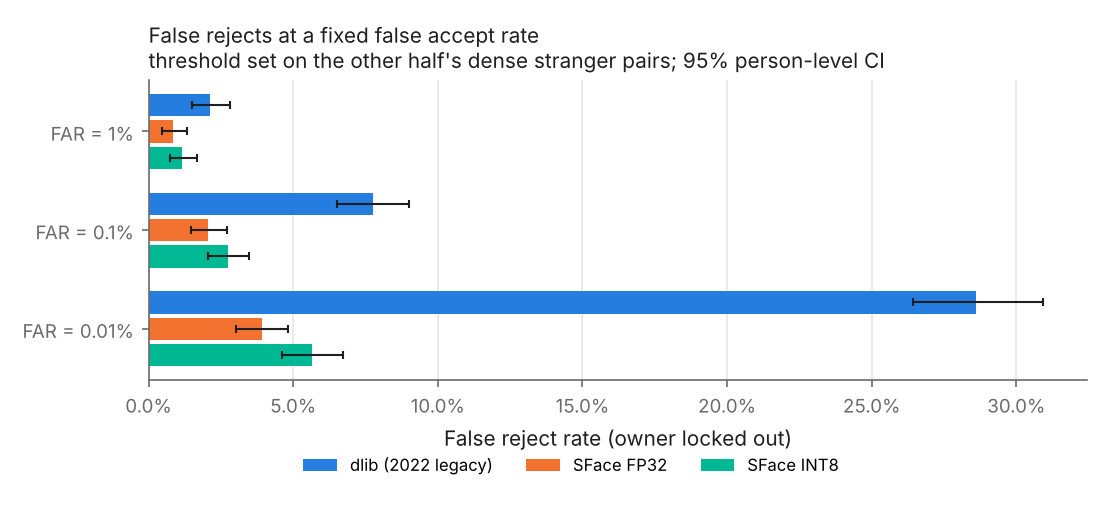 False rejects at a fixed false accept rate
threshold set on the other half's dense stranger pairs; 95% person-level CI
FAR = 1%
FAR = 0.1%
FAR = 0.01%
0.0% 5.0% 10.0% 15.0% 20.0% 25.0% 30.0%
False reject rate (owner locked out)
dlib (2022 legacy) SFace FP32 SFace INT8